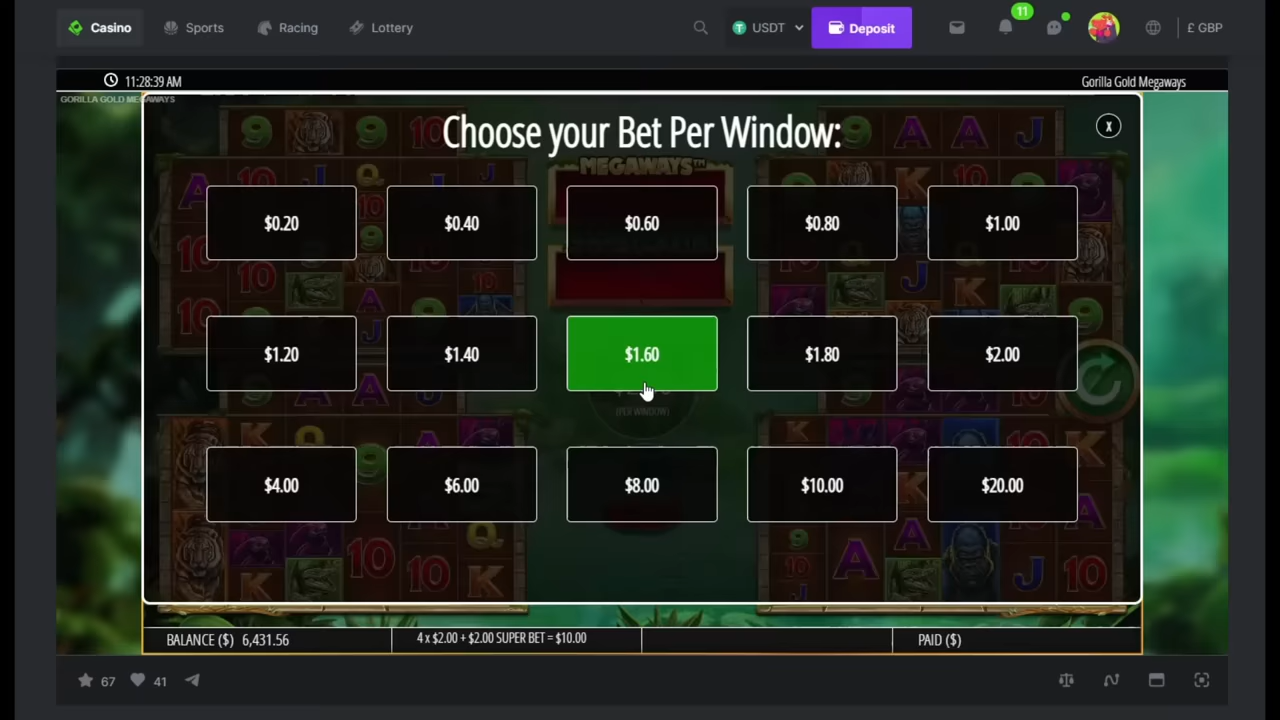 Casino Sports Racing Lottery USDT Deposit 11 £ GBP
11:28:39 AM Gorilla Gold Megaways
GORILLA GOLD MEGAWAYS
Choose your Bet Per Window:
X
MEGAWAYS™
$0.20 $0.40 $0.60 $0.80 $1.00
$1.20 $1.40 $1.60 $1.80 $2.00
(PER WINDOW)
$4.00 $6.00 $8.00 $10.00 $20.00
BALANCE ($) 6,431.56 4 x $2.00 + $2.00 SUPER BET = $10.00 PAID ($)
67 41